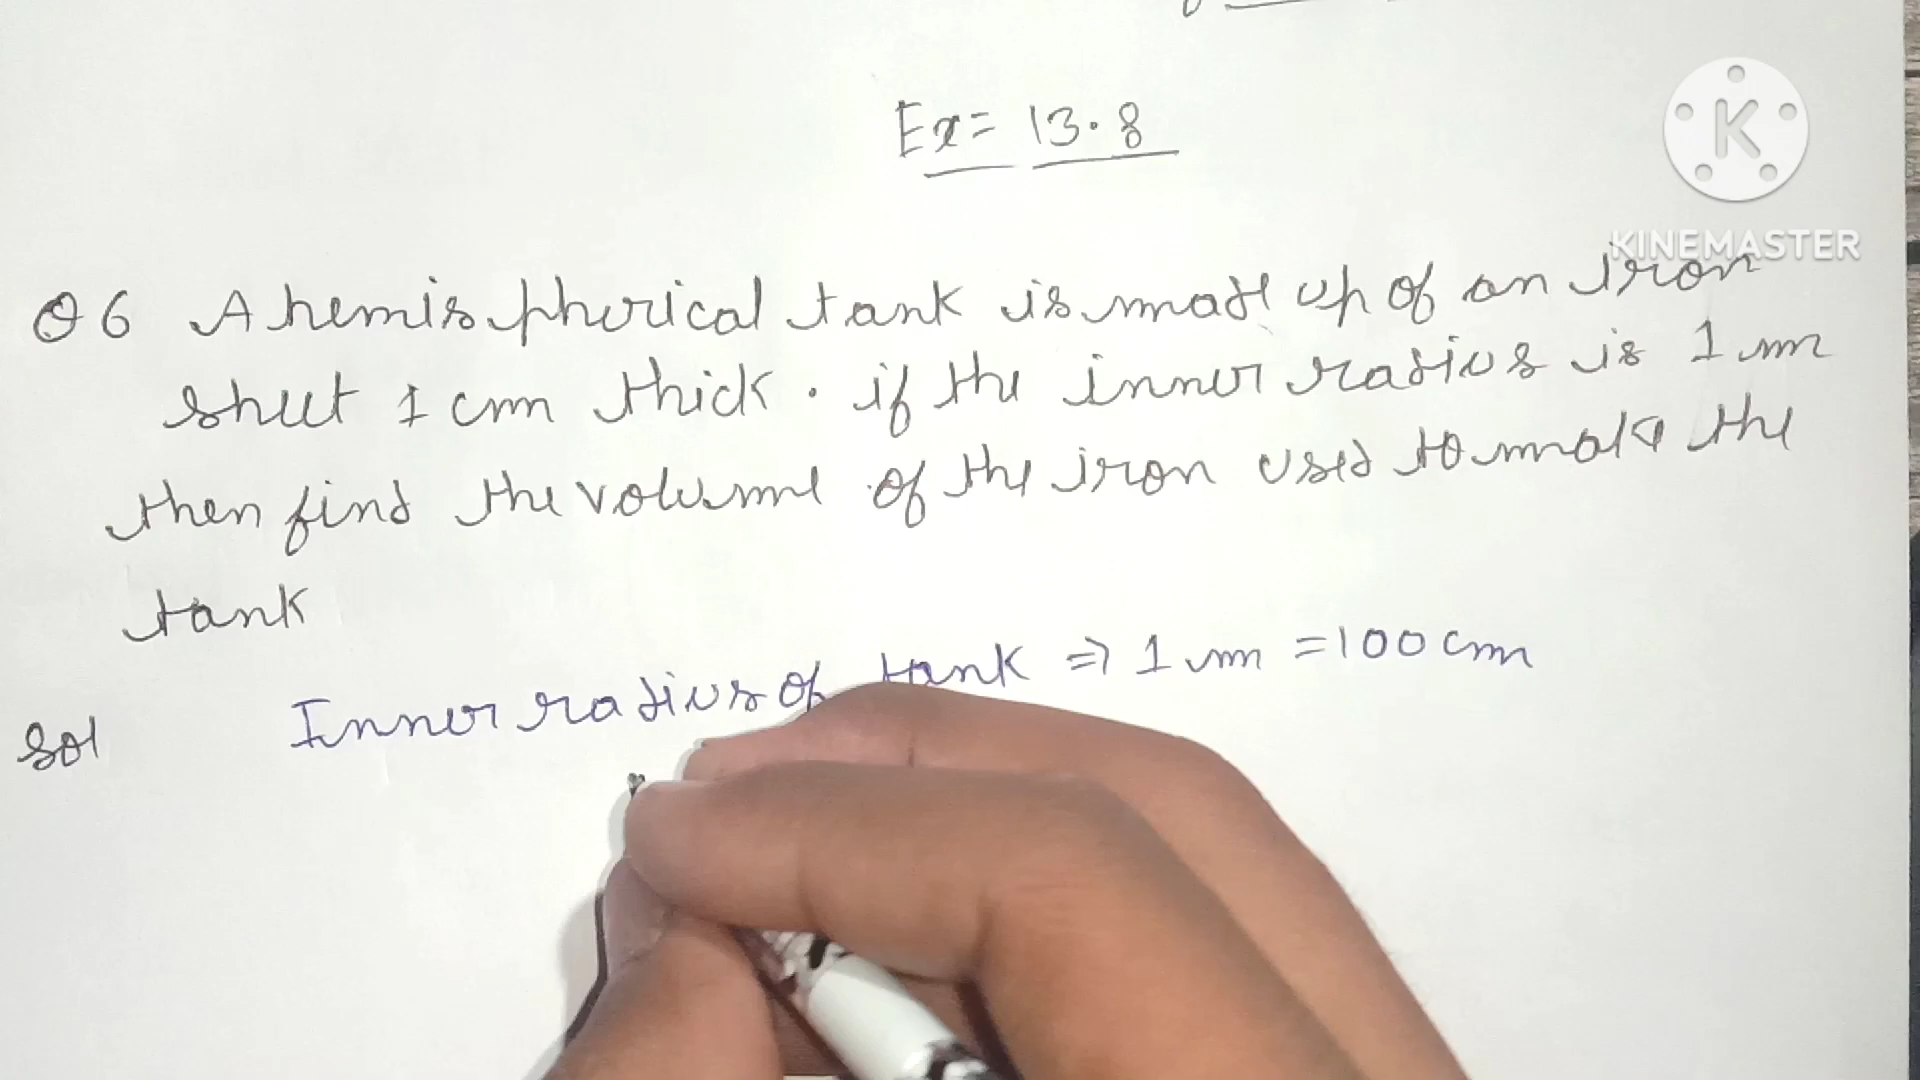 Ex = 13.8
K
KINEMASTER
Q6 A hemispherical tank is made up of an iron
sheet 1 cm thick. if the inner radius is 1 m
then find the volume of the iron used to make the
tank
Sol Inner radius of tank => 1 m = 100 cm